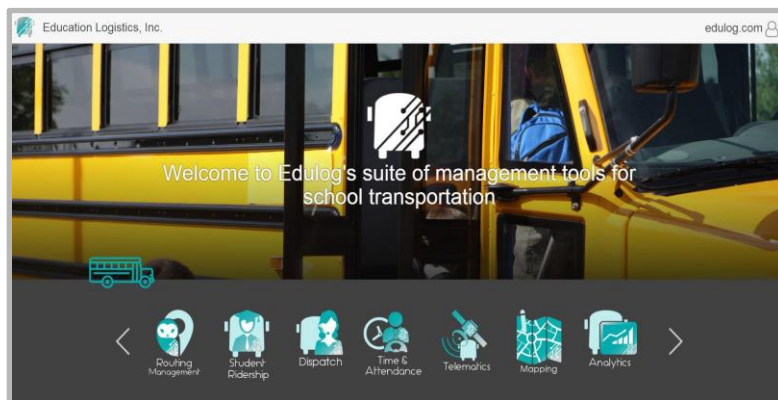 Education Logistics, Inc.
edulog.com
Welcome to Edulog's suite of management tools for
school transportation
Routing
Management
Student
Ridership
Dispatch
Time &
Attendance
Telematics
Mapping
Analytics